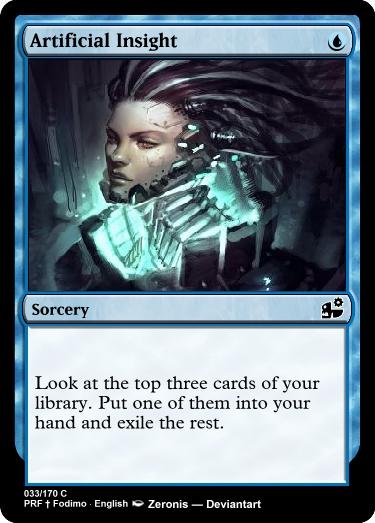 Artificial Insight
Sorcery
Look at the top three cards of your
library. Put one of them into your
hand and exile the rest.
033/170 C
PRF † Fodimo · English Zeronis — Deviantart